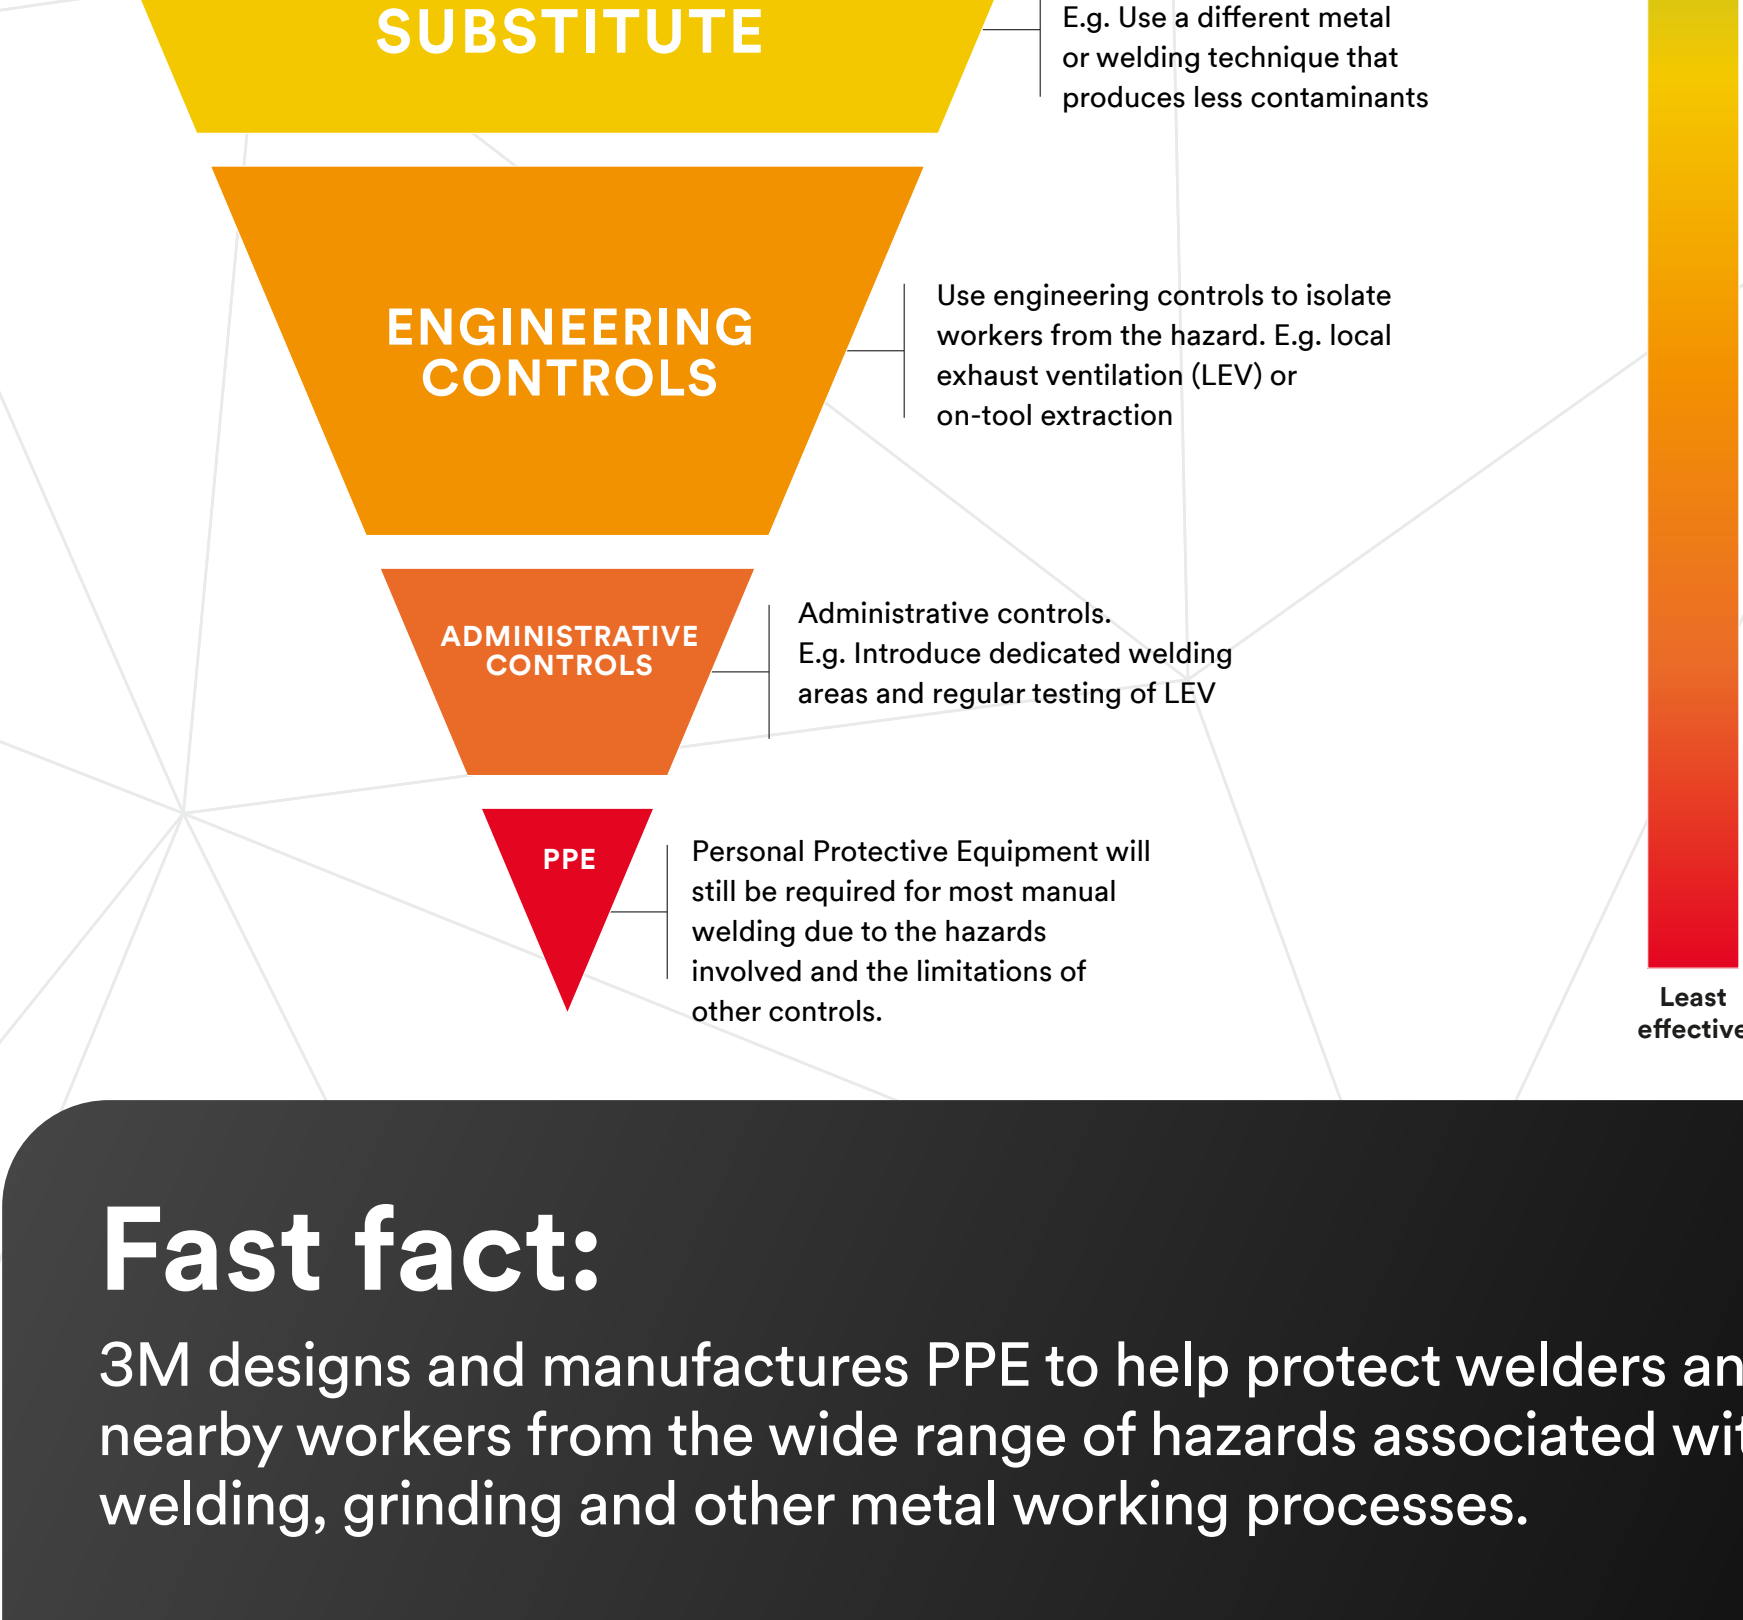 SUBSTITUTE
E.g. Use a different metal
or welding technique that
produces less contaminants
ENGINEERING
CONTROLS
Use engineering controls to isolate
workers from the hazard. E.g. local
exhaust ventilation (LEV) or
on-tool extraction
ADMINISTRATIVE
CONTROLS
Administrative controls.
E.g. Introduce dedicated welding
areas and regular testing of LEV
PPE
Personal Protective Equipment will
still be required for most manual
welding due to the hazards
involved and the limitations of
other controls.
Least
effective
Fast fact:
3M designs and manufactures PPE to help protect welders an
nearby workers from the wide range of hazards associated wit
welding, grinding and other metal working processes.